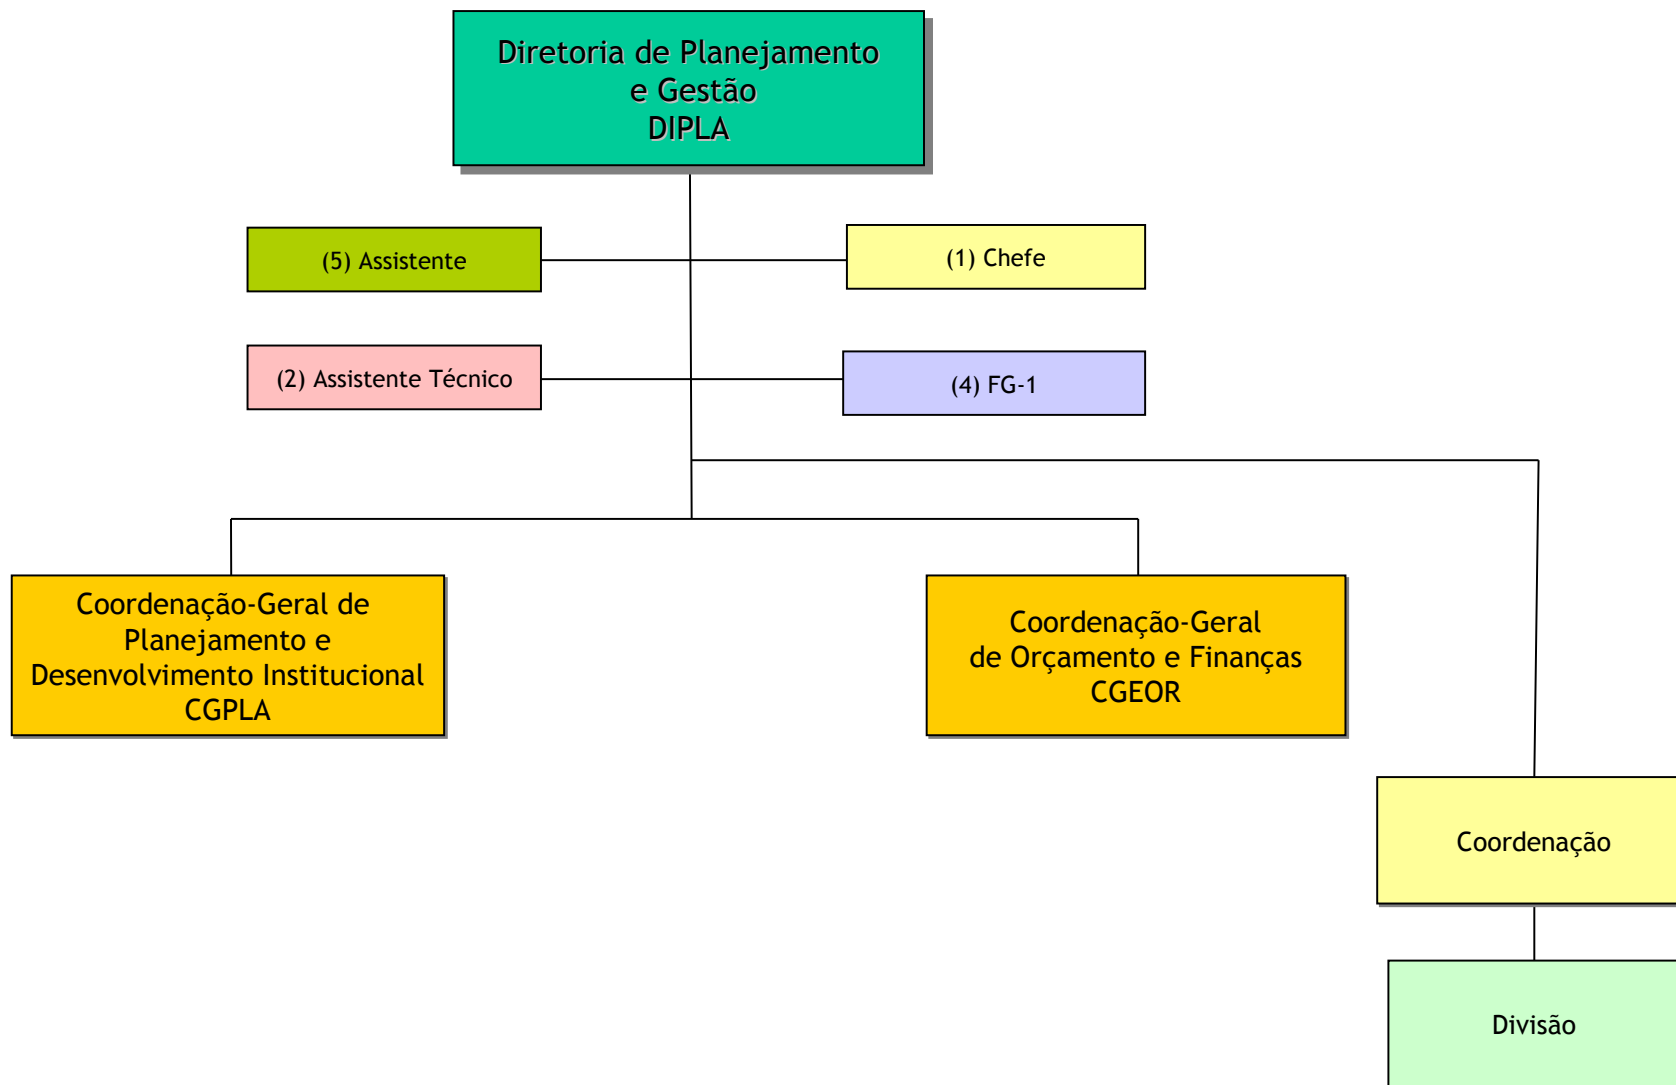 Diretoria de Planejamento
e Gestão
DIPLA
(5) Assistente
(1) Chefe
(2) Assistente Técnico
(4) FG-1
Coordenação-Geral de
Planejamento e
Desenvolvimento Institucional
CGPLA
Coordenação-Geral
de Orçamento e Finanças
CGEOR
Coordenação
Divisão